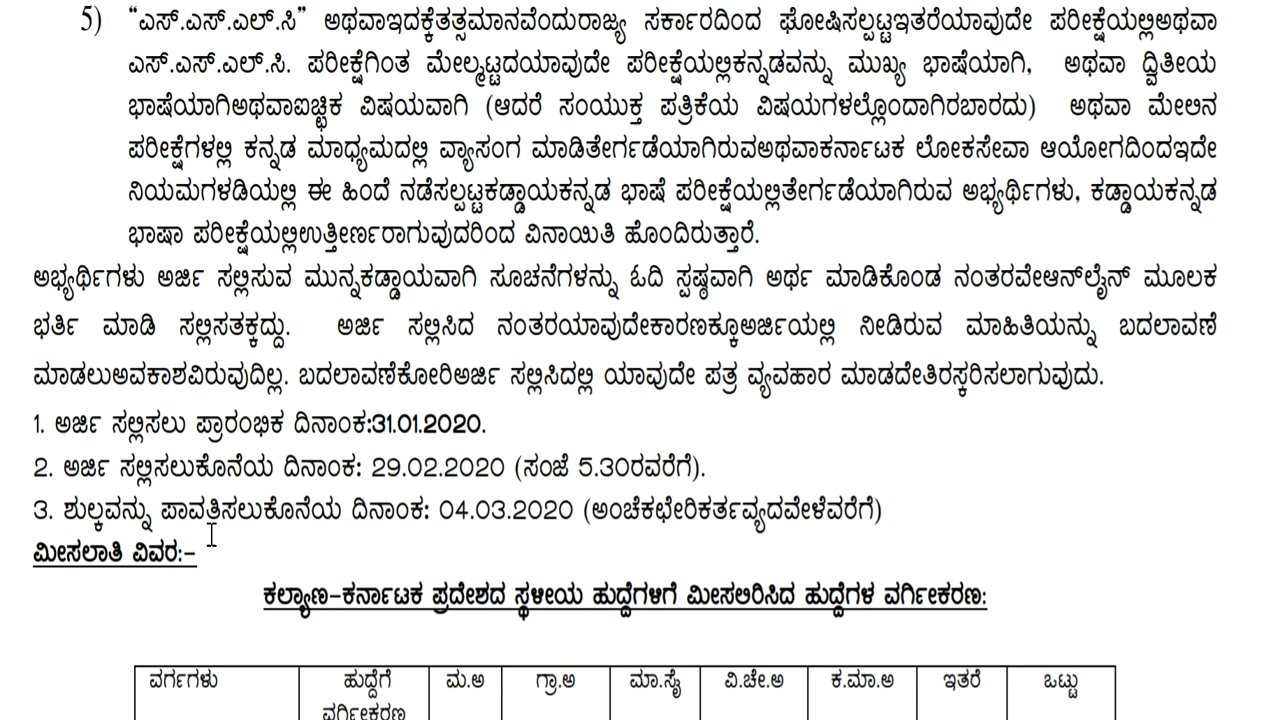 5) “ಎಸ್.ಎಸ್.ಎಲ್.ಸಿ” ಅಥವಾಇದಕ್ಕೆತತ್ಸಮಾನವೆಂದುರಾಜ್ಯ ಸರ್ಕಾರದಿಂದ ಘೋಷಿಸಲ್ಪಟ್ಟಇತರೆಯಾವುದೇ ಪರೀಕ್ಷೆಯಲ್ಲಿಅಥವಾ
ಎಸ್.ಎಸ್.ಎಲ್.ಸಿ. ಪರೀಕ್ಷೆಗಿಂತ ಮೇಲ್ಮಟ್ಟದಯಾವುದೇ ಪರೀಕ್ಷೆಯಲ್ಲಿಕನ್ನಡವನ್ನು ಮುಖ್ಯ ಭಾಷೆಯಾಗಿ, ಅಥವಾ ದ್ವಿತೀಯ
ಭಾಷೆಯಾಗಿಅಥವಾಐಚ್ಛಿಕ ವಿಷಯವಾಗಿ (ಆದರೆ ಸಂಯುಕ್ತ ಪತ್ರಿಕೆಯ ವಿಷಯಗಳಲ್ಲೊಂದಾಗಿರಬಾರದು) ಅಥವಾ ಮೇಲಿನ
ಪರೀಕ್ಷೆಗಳಲ್ಲಿ ಕನ್ನಡ ಮಾಧ್ಯಮದಲ್ಲಿ ವ್ಯಾಸಂಗ ಮಾಡಿತೇರ್ಗಡೆಯಾಗಿರುವಅಥವಾಕರ್ನಾಟಕ ಲೋಕಸೇವಾ ಆಯೋಗದಿಂದಇದೇ
ನಿಯಮಗಳಡಿಯಲ್ಲಿ ಈ ಹಿಂದೆ ನಡೆಸಲ್ಪಟ್ಟಕಡ್ಡಾಯಕನ್ನಡ ಭಾಷೆ ಪರೀಕ್ಷೆಯಲ್ಲಿತೇರ್ಗಡೆಯಾಗಿರುವ ಅಭ್ಯರ್ಥಿಗಳು, ಕಡ್ಡಾಯಕನ್ನಡ
ಭಾಷಾ ಪರೀಕ್ಷೆಯಲ್ಲಿಉತ್ತೀರ್ಣರಾಗುವುದರಿಂದ ವಿನಾಯಿತಿ ಹೊಂದಿರುತ್ತಾರೆ.
ಅಭ್ಯರ್ಥಿಗಳು ಅರ್ಜಿ ಸಲ್ಲಿಸುವ ಮುನ್ನಕಡ್ಡಾಯವಾಗಿ ಸೂಚನೆಗಳನ್ನು ಓದಿ ಸ್ಪಷ್ಠವಾಗಿ ಅರ್ಥ ಮಾಡಿಕೊಂಡ ನಂತರವೇಆನ್‌ಲೈನ್ ಮೂಲಕ
ಭರ್ತಿ ಮಾಡಿ ಸಲ್ಲಿಸತಕ್ಕದ್ದು. ಅರ್ಜಿ ಸಲ್ಲಿಸಿದ ನಂತರಯಾವುದೇಕಾರಣಕ್ಕೂಅರ್ಜಿಯಲ್ಲಿ ನೀಡಿರುವ ಮಾಹಿತಿಯನ್ನು ಬದಲಾವಣೆ
ಮಾಡಲುಅವಕಾಶವಿರುವುದಿಲ್ಲ. ಬದಲಾವಣೆಕೋರಿಅರ್ಜಿ ಸಲ್ಲಿಸಿದಲ್ಲಿ ಯಾವುದೇ ಪತ್ರ ವ್ಯವಹಾರ ಮಾಡದೇತಿರಸ್ಕರಿಸಲಾಗುವುದು.
1. ಅರ್ಜಿ ಸಲ್ಲಿಸಲು ಪ್ರಾರಂಭಿಕ ದಿನಾಂಕ:31.01.2020.
2. ಅರ್ಜಿ ಸಲ್ಲಿಸಲುಕೊನೆಯ ದಿನಾಂಕ: 29.02.2020 (ಸಂಜೆ 5.30ರವರೆಗೆ).
3. ಶುಲ್ಕವನ್ನು ಪಾವತ್ತಿಸಲುಕೊನೆಯ ದಿನಾಂಕ: 04.03.2020 (ಅಂಚೆಕಛೇರಿಕರ್ತವ್ಯದವೇಳೆವರೆಗೆ)
ಮೀಸಲಾತಿ ವಿವರ:-
ಕಲ್ಯಾಣ-ಕರ್ನಾಟಕ ಪ್ರದೇಶದ ಸ್ಥಳೀಯ ಹುದ್ದೆಗಳಿಗೆ ಮೀಸಲಿರಿಸಿದ ಹುದ್ದೆಗಳ ವರ್ಗೀಕರಣ:
ವರ್ಗಗಳು ಹುದ್ದೆಗೆ ಮ.ಅ ಗ್ರಾ.ಅ ಮಾ.ಸೈ ವಿ.ಚೇ.ಅ ಕ.ಮಾ.ಅ ಇತರೆ ಒಟ್ಟು
ವರ್ಗೀಕರಣ